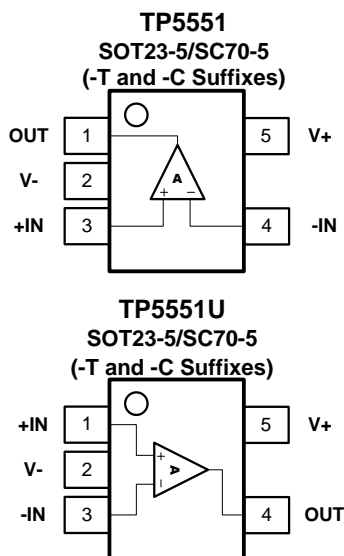 TP5551
SOT23-5/SC70-5
(-T and -C Suffixes)
OUT 1 5 V+
V- 2 A
+IN 3 + − 4 -IN
TP5551U
SOT23-5/SC70-5
(-T and -C Suffixes)
+IN 1 5 V+
V- 2 + − A
-IN 3 4 OUT